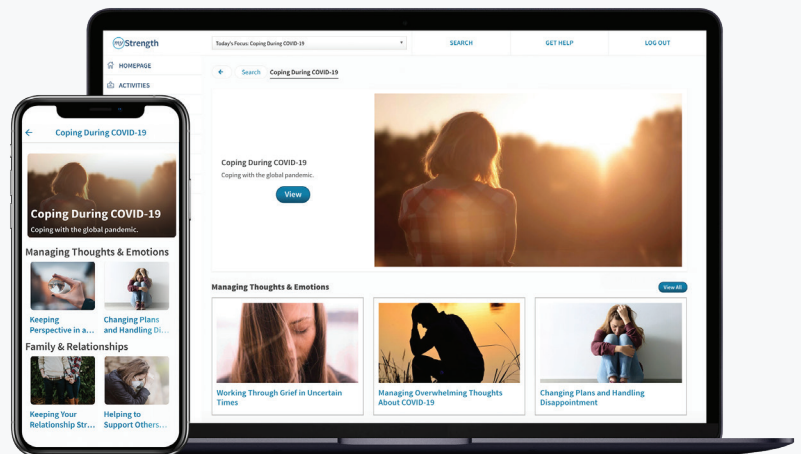 myStrength
Today's Focus: Coping During COVID-19
SEARCH
GET HELP
LOG OUT
HOMEPAGE
ACTIVITIES
Search
Coping During COVID-19
Coping During COVID-19
Coping with the global pandemic.
View
Managing Thoughts & Emotions
View All
Working Through Grief in Uncertain
Times
Managing Overwhelming Thoughts
About COVID-19
Changing Plans and Handling
Disappointment
Coping During COVID-19
Coping During COVID-19
Coping with the global pandemic.
Managing Thoughts & Emotions
Keeping
Perspective in a...
Changing Plans
and Handling Di...
Family & Relationships
Keeping Your
Relationship Str...
Helping to
Support Others...